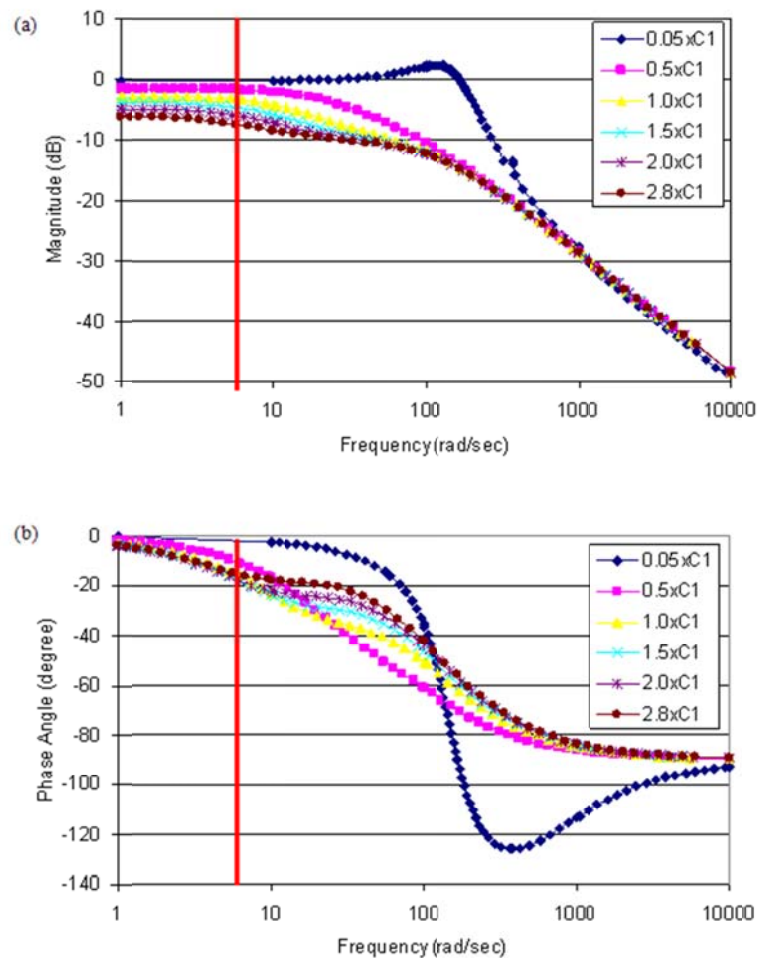 (a)
10
0
-10
-20
-30
-40
-50
Magnitude (dB)
0.05xC1
0.5xC1
1.0xC1
1.5xC1
2.0xC1
2.8xC1
1 10 100 1000 10000
Frequency (rad/sec)
(b)
0
-20
-40
-60
-80
-100
-120
-140
Phase Angle (degree)
0.05xC1
0.5xC1
1.0xC1
1.5xC1
2.0xC1
2.8xC1
1 10 100 1000 10000
Frequency (rad/sec)